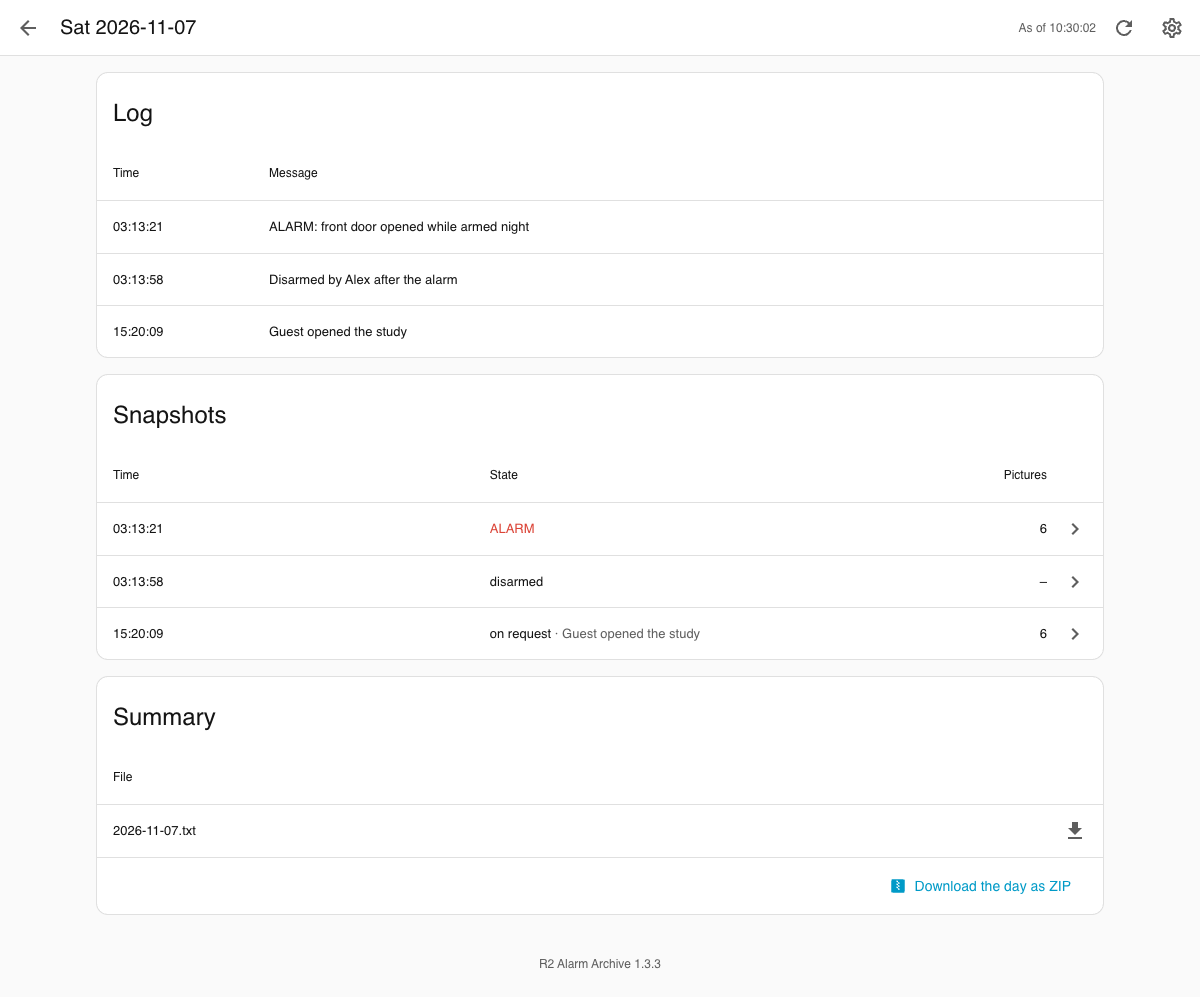 Sat 2026-11-07
As of 10:30:02
Log
Time Message
03:13:21 ALARM: front door opened while armed night
03:13:58 Disarmed by Alex after the alarm
15:20:09 Guest opened the study
Snapshots
Time State Pictures
03:13:21 ALARM 6
03:13:58 disarmed –
15:20:09 on request · Guest opened the study 6
Summary
File
2026-11-07.txt
Download the day as ZIP
R2 Alarm Archive 1.3.3